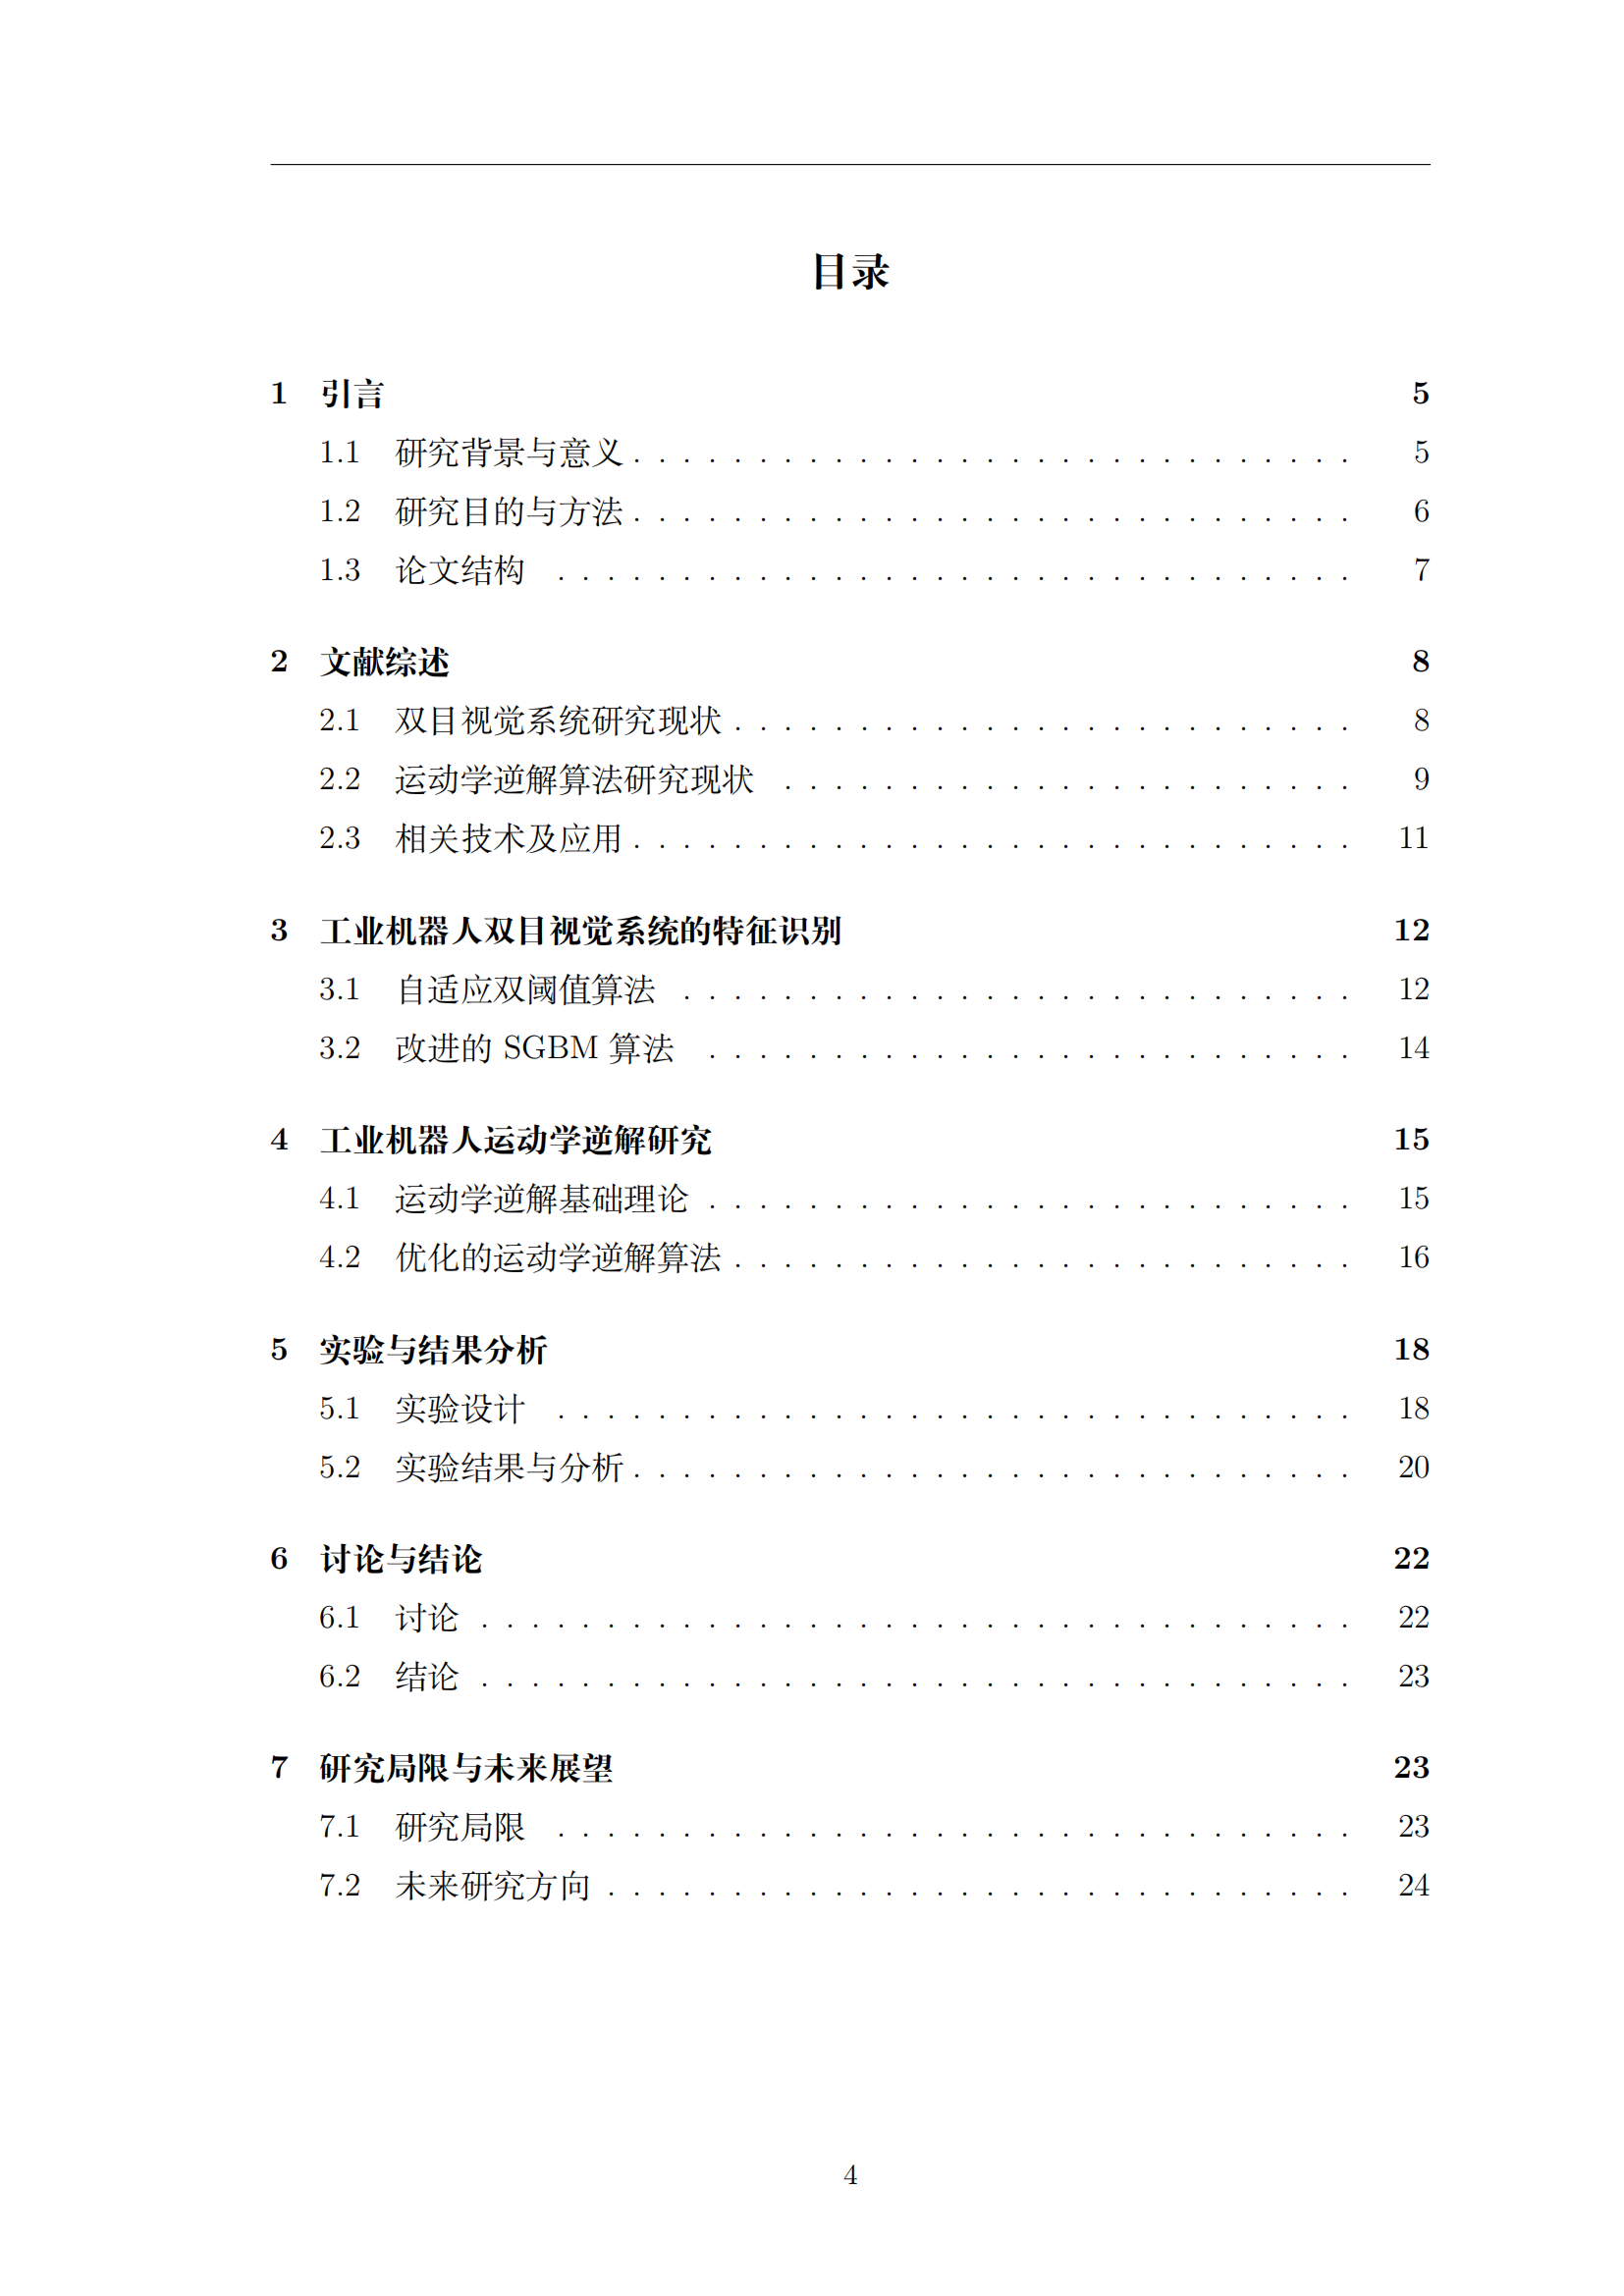 目录
1 引言 5
1.1 研究背景与意义 . . . . . . . . . . . . . . . . . . . . . . . . . . . . . 5
1.2 研究目的与方法 . . . . . . . . . . . . . . . . . . . . . . . . . . . . . 6
1.3 论文结构 . . . . . . . . . . . . . . . . . . . . . . . . . . . . . . . . 7
2 文献综述 8
2.1 双目视觉系统研究现状 . . . . . . . . . . . . . . . . . . . . . . . . . 8
2.2 运动学逆解算法研究现状 . . . . . . . . . . . . . . . . . . . . . . . 9
2.3 相关技术及应用 . . . . . . . . . . . . . . . . . . . . . . . . . . . . . 11
3 工业机器人双目视觉系统的特征识别 12
3.1 自适应双阈值算法 . . . . . . . . . . . . . . . . . . . . . . . . . . . 12
3.2 改进的 SGBM 算法 . . . . . . . . . . . . . . . . . . . . . . . . . . 14
4 工业机器人运动学逆解研究 15
4.1 运动学逆解基础理论 . . . . . . . . . . . . . . . . . . . . . . . . . . 15
4.2 优化的运动学逆解算法 . . . . . . . . . . . . . . . . . . . . . . . . . 16
5 实验与结果分析 18
5.1 实验设计 . . . . . . . . . . . . . . . . . . . . . . . . . . . . . . . . 18
5.2 实验结果与分析 . . . . . . . . . . . . . . . . . . . . . . . . . . . . . 20
6 讨论与结论 22
6.1 讨论 . . . . . . . . . . . . . . . . . . . . . . . . . . . . . . . . . . . 22
6.2 结论 . . . . . . . . . . . . . . . . . . . . . . . . . . . . . . . . . . . 23
7 研究局限与未来展望 23
7.1 研究局限 . . . . . . . . . . . . . . . . . . . . . . . . . . . . . . . . 23
7.2 未来研究方向 . . . . . . . . . . . . . . . . . . . . . . . . . . . . . . 24
4